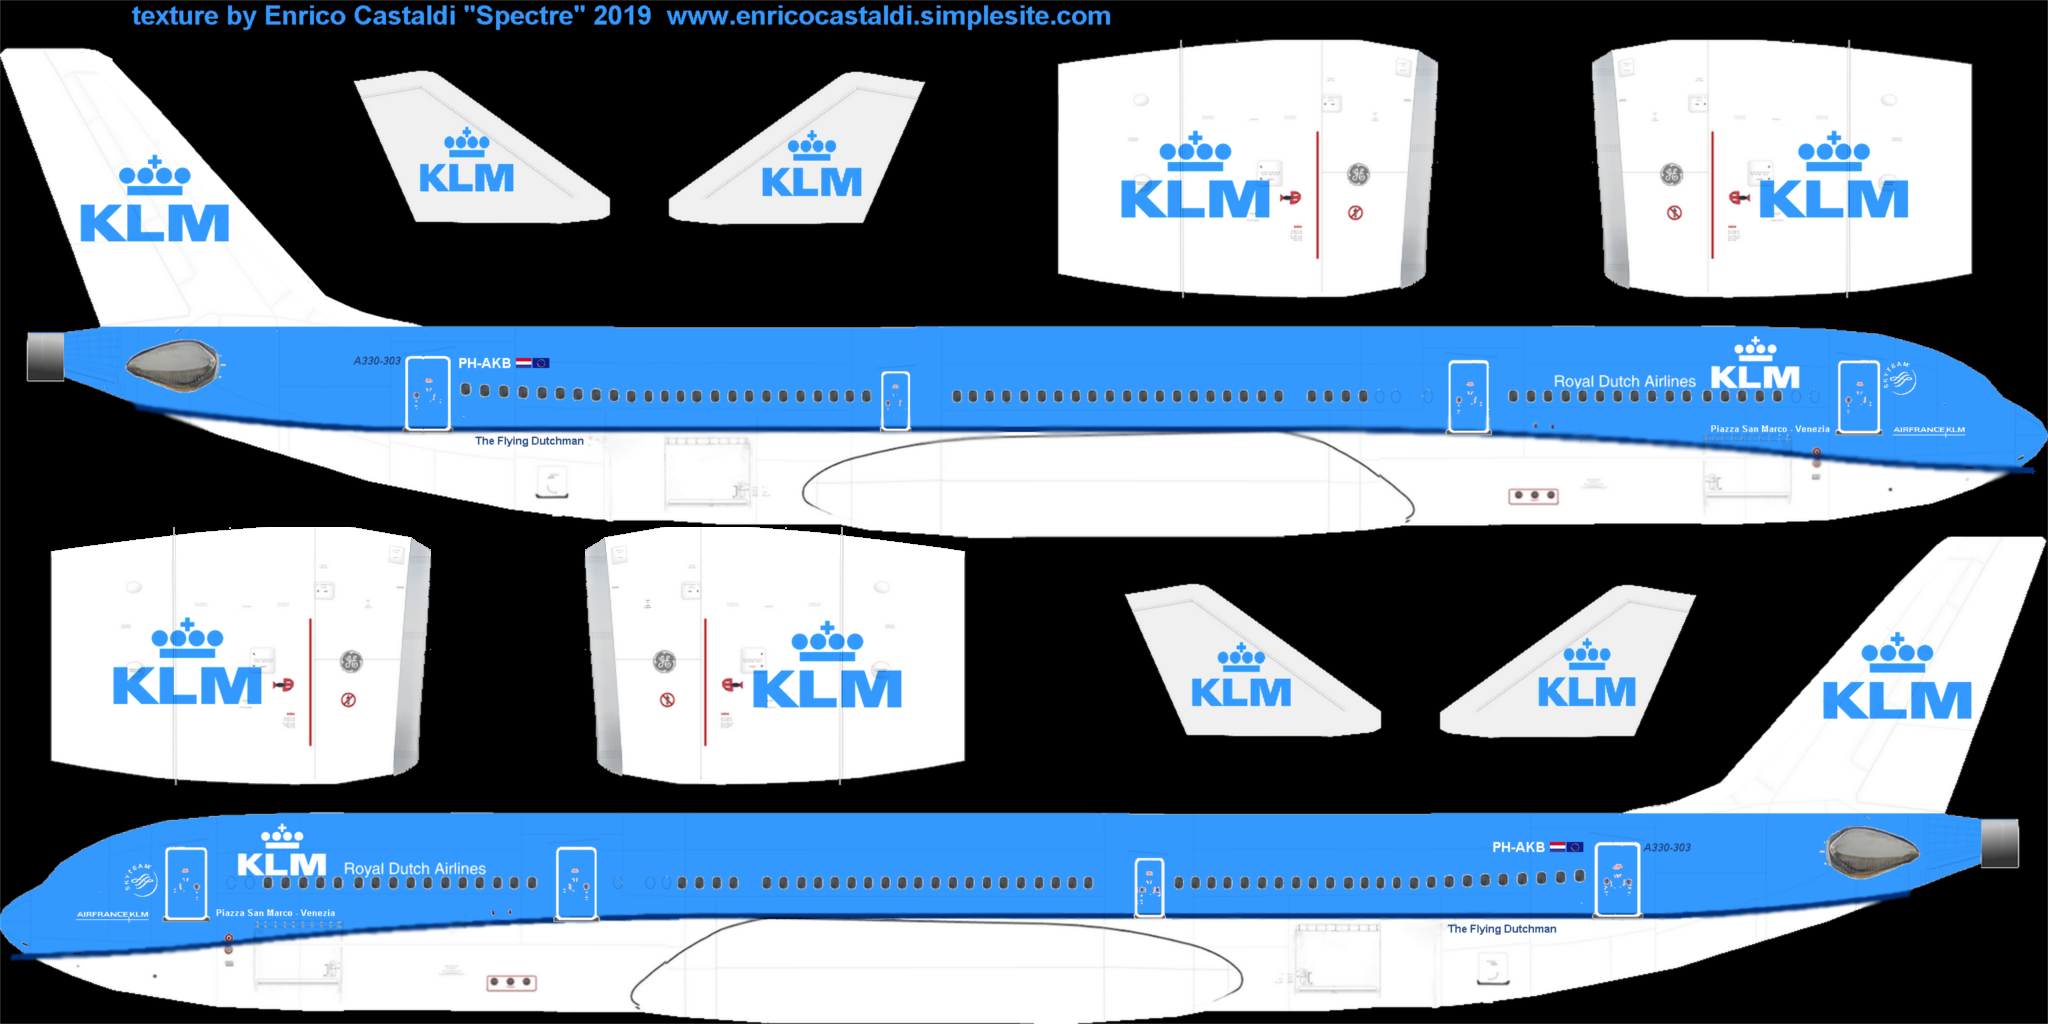 texture by Enrico Castaldi "Spectre" 2019  www.enricocastaldi.simplesite.com
KLM
KLM
KLM
KLM
KLM
A330-303
PH-AKB
Royal Dutch Airlines
KLM
SKYTEAM
The Flying Dutchman
Piazza San Marco - Venezia
AIRFRANCE KLM
KLM
KLM
KLM
KLM
KLM
SKYTEAM
KLM
Royal Dutch Airlines
PH-AKB
A330-303
AIRFRANCE KLM
Piazza San Marco - Venezia
The Flying Dutchman